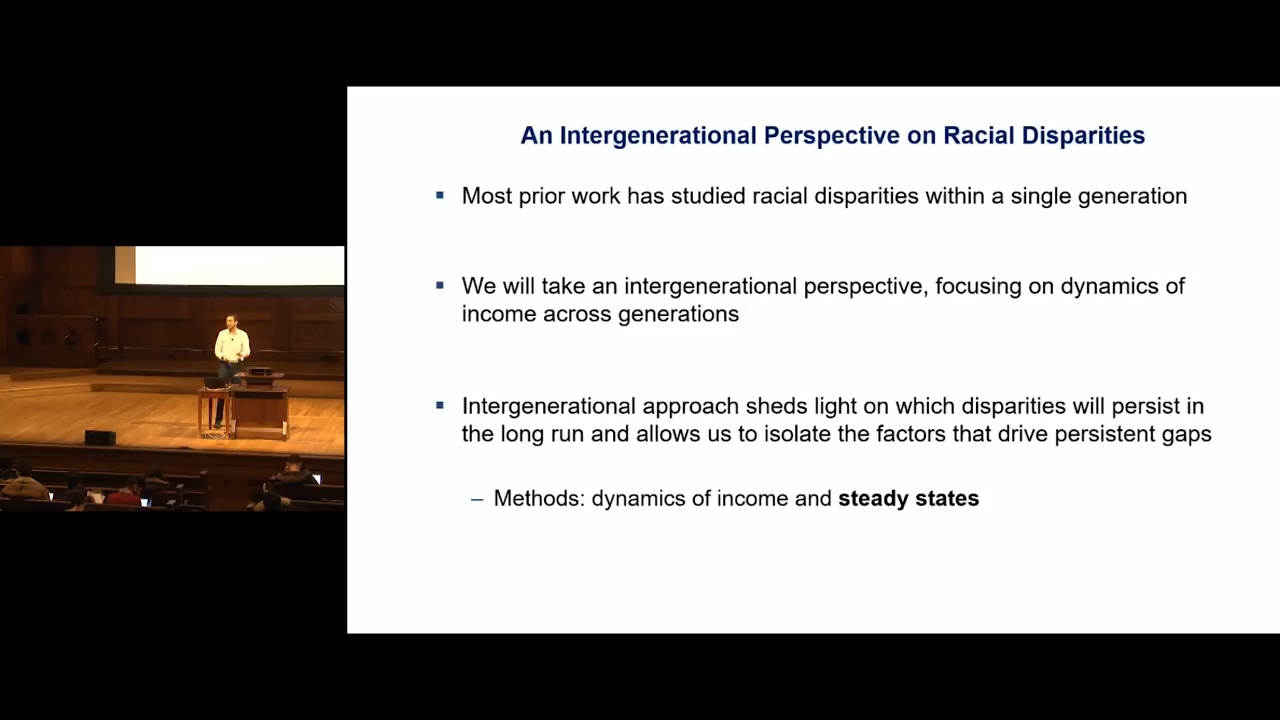 An Intergenerational Perspective on Racial Disparities
Most prior work has studied racial disparities within a single generation
We will take an intergenerational perspective, focusing on dynamics of
income across generations
Intergenerational approach sheds light on which disparities will persist in
the long run and allows us to isolate the factors that drive persistent gaps
– Methods: dynamics of income and steady states